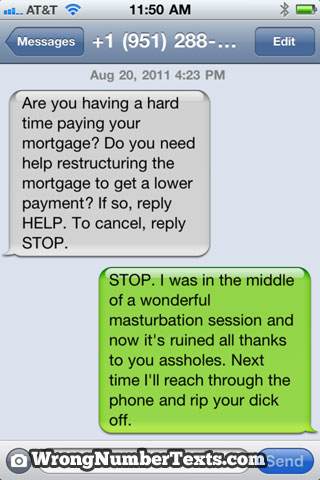 AT&T 11:50 AM
Messages +1 (951) 288-... Edit
Aug 20, 2011 4:23 PM
Are you having a hard
time paying your
mortgage? Do you need
help restructuring the
mortgage to get a lower
payment? If so, reply
HELP. To cancel, reply
STOP.
STOP. I was in the middle
of a wonderful
masturbation session and
now it's ruined all thanks
to you assholes. Next
time I'll reach through the
phone and rip your dick
off.
WrongNumberTexts.com Send